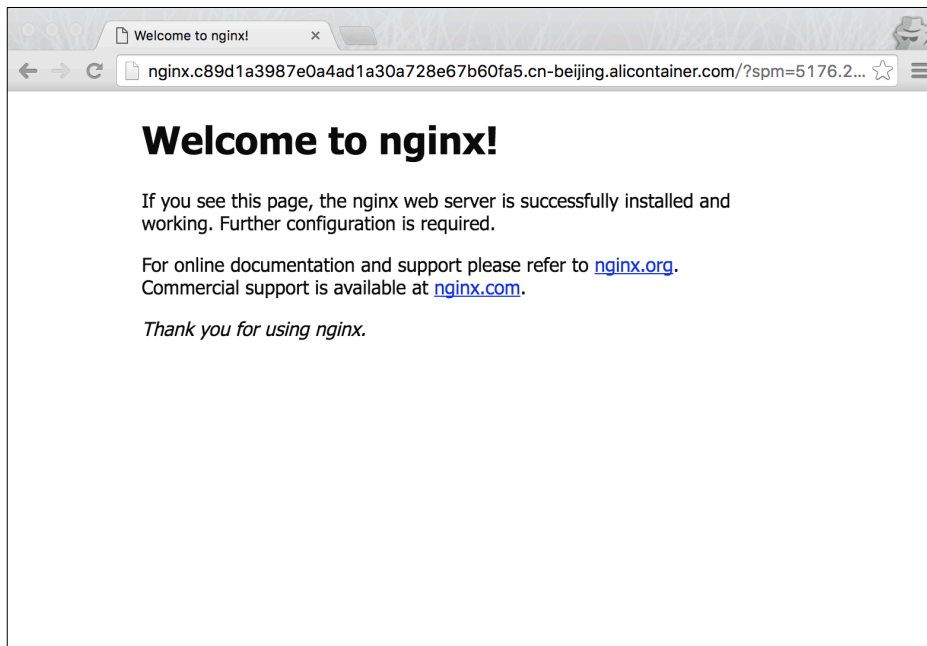 Welcome to nginx!
nginx.c89d1a3987e0a4ad1a30a728e67b60fa5.cn-beijing.alicontainer.com/?spm=5176.2...
Welcome to nginx!
If you see this page, the nginx web server is successfully installed and
working. Further configuration is required.
For online documentation and support please refer to nginx.org.
Commercial support is available at nginx.com.
Thank you for using nginx.